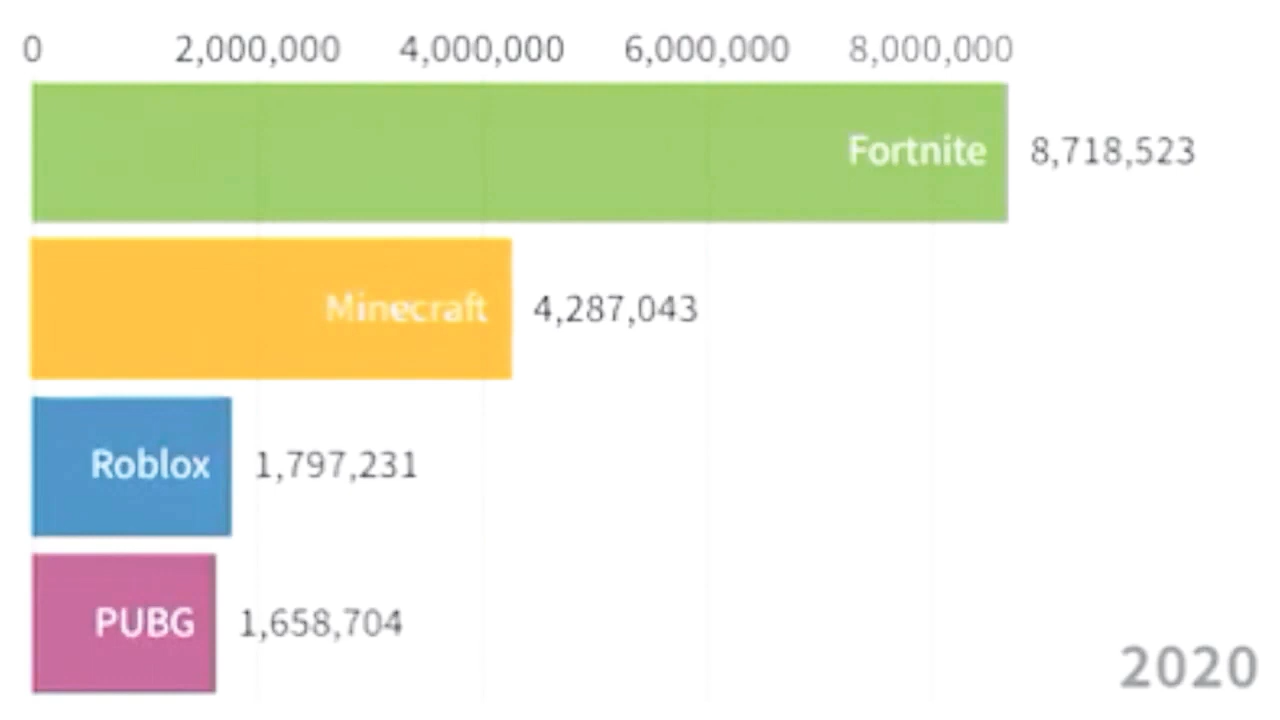 0 2,000,000 4,000,000 6,000,000 8,000,000
Fortnite 8,718,523
Minecraft 4,287,043
Roblox 1,797,231
PUBG 1,658,704
2020